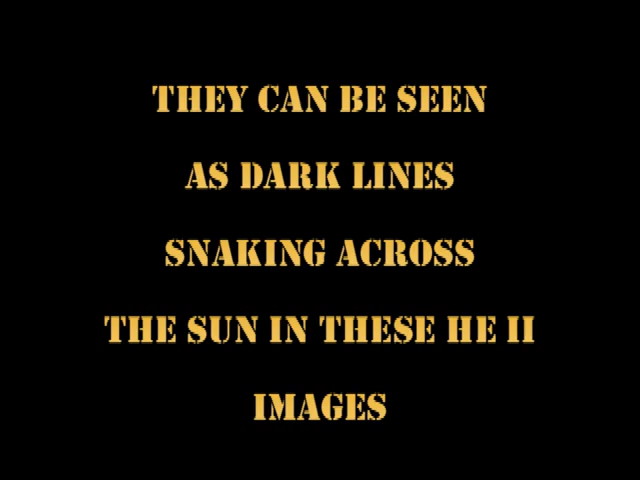 THEY CAN BE SEEN
AS DARK LINES
SNAKING ACROSS
THE SUN IN THESE HE II
IMAGES